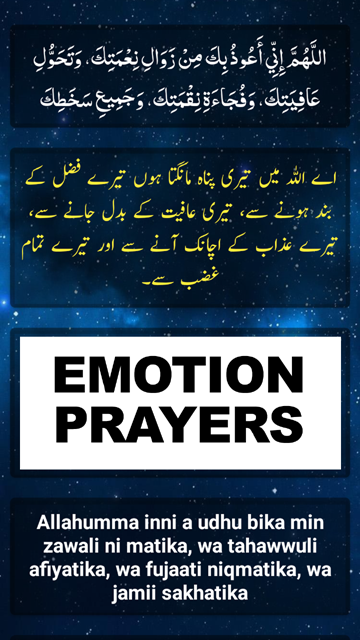 اللَّهُمَّ إِنِّي أَعُوذُ بِكَ مِنْ زَوَالِ نِعْمَتِكَ، وَتَحَوُّلِ
عَافِيَتِكَ، وَفُجَاءَةِ نِقْمَتِكَ، وَجَمِيعِ سَخَطِكَ
اے اللہ میں تیری پناہ مانگتا ہوں تیرے فضل کے
بند ہونے سے، تیری عافیت کے بدل جانے سے،
تیرے عذاب کے اچانک آنے سے اور تیرے تمام
غضب سے۔
EMOTION
PRAYERS
Allahumma inni a udhu bika min
zawali ni matika, wa tahawwuli
afiyatika, wa fujaati niqmatika, wa
jamii sakhatika